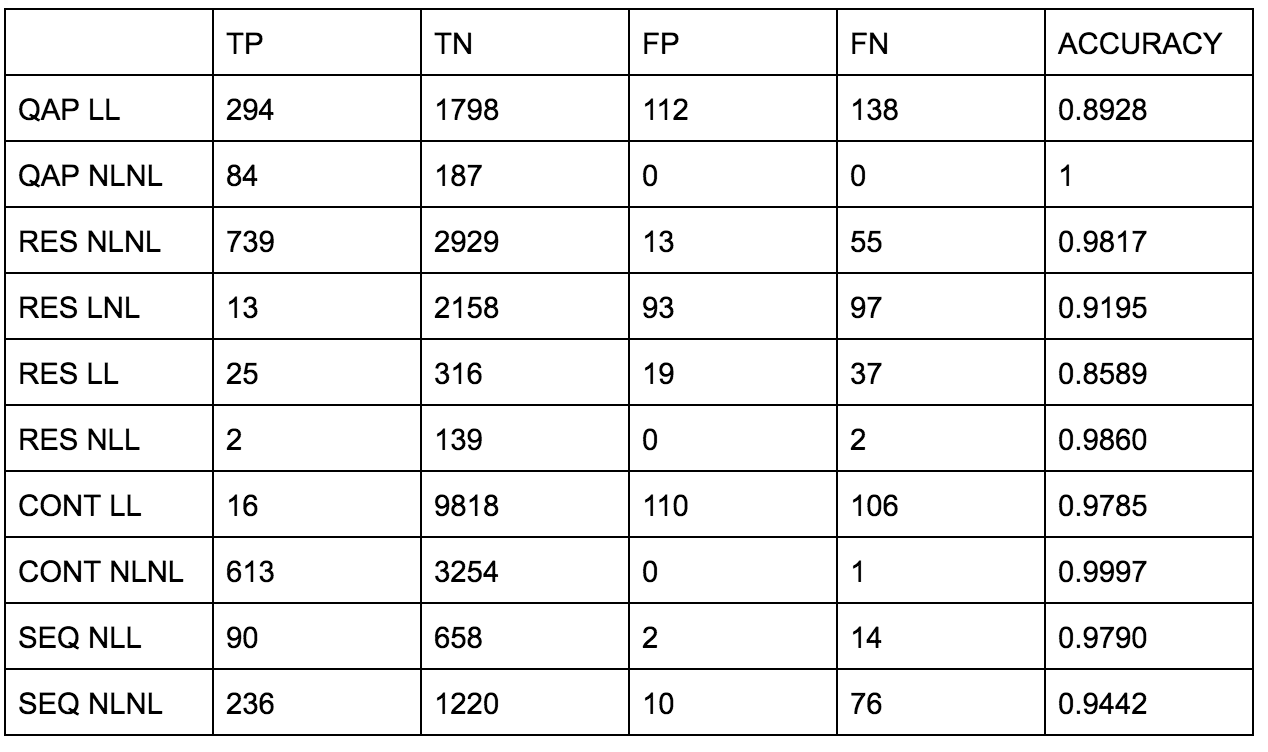 TP TN FP FN ACCURACY
QAP LL 294 1798 112 138 0.8928
QAP NLNL 84 187 0 0 1
RES NLNL 739 2929 13 55 0.9817
RES LNL 13 2158 93 97 0.9195
RES LL 25 316 19 37 0.8589
RES NLL 2 139 0 2 0.9860
CONT LL 16 9818 110 106 0.9785
CONT NLNL 613 3254 0 1 0.9997
SEQ NLL 90 658 2 14 0.9790
SEQ NLNL 236 1220 10 76 0.9442